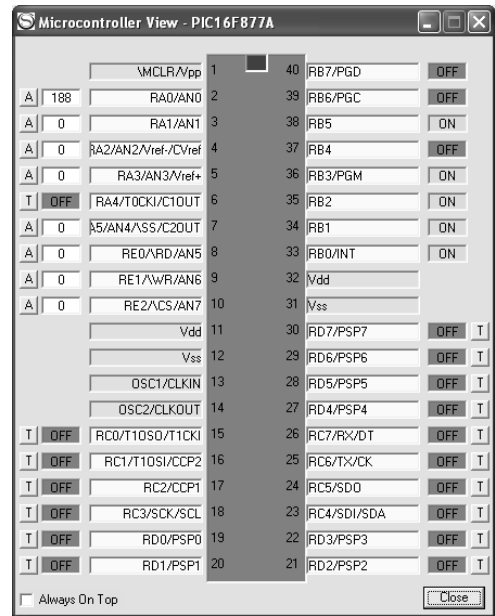 Microcontroller View - PIC16F877A
\MCLR/Vpp 1 40 RB7/PGD OFF
A 188 RA0/AN0 2 39 RB6/PGC OFF
A 0 RA1/AN1 3 38 RB5 ON
A 0 RA2/AN2/Vref-/CVref 4 37 RB4 OFF
A 0 RA3/AN3/Vref+ 5 36 RB3/PGM ON
T OFF RA4/T0CKI/C1OUT 6 35 RB2 ON
A 0 A5/AN4/\SS/C2OUT 7 34 RB1 ON
A 0 RE0/\RD/AN5 8 33 RB0/INT ON
A 0 RE1/\WR/AN6 9 32 Vdd
A 0 RE2/\CS/AN7 10 31 Vss
Vdd 11 30 RD7/PSP7 OFF T
Vss 12 29 RD6/PSP6 OFF T
OSC1/CLKIN 13 28 RD5/PSP5 OFF T
OSC2/CLKOUT 14 27 RD4/PSP4 OFF T
T OFF RC0/T1OSO/T1CKI 15 26 RC7/RX/DT OFF T
T OFF RC1/T1OSI/CCP2 16 25 RC6/TX/CK OFF T
T OFF RC2/CCP1 17 24 RC5/SDO OFF T
T OFF RC3/SCK/SCL 18 23 RC4/SDI/SDA OFF T
T OFF RD0/PSP0 19 22 RD3/PSP3 OFF T
T OFF RD1/PSP1 20 21 RD2/PSP2 OFF T
Always On Top Close